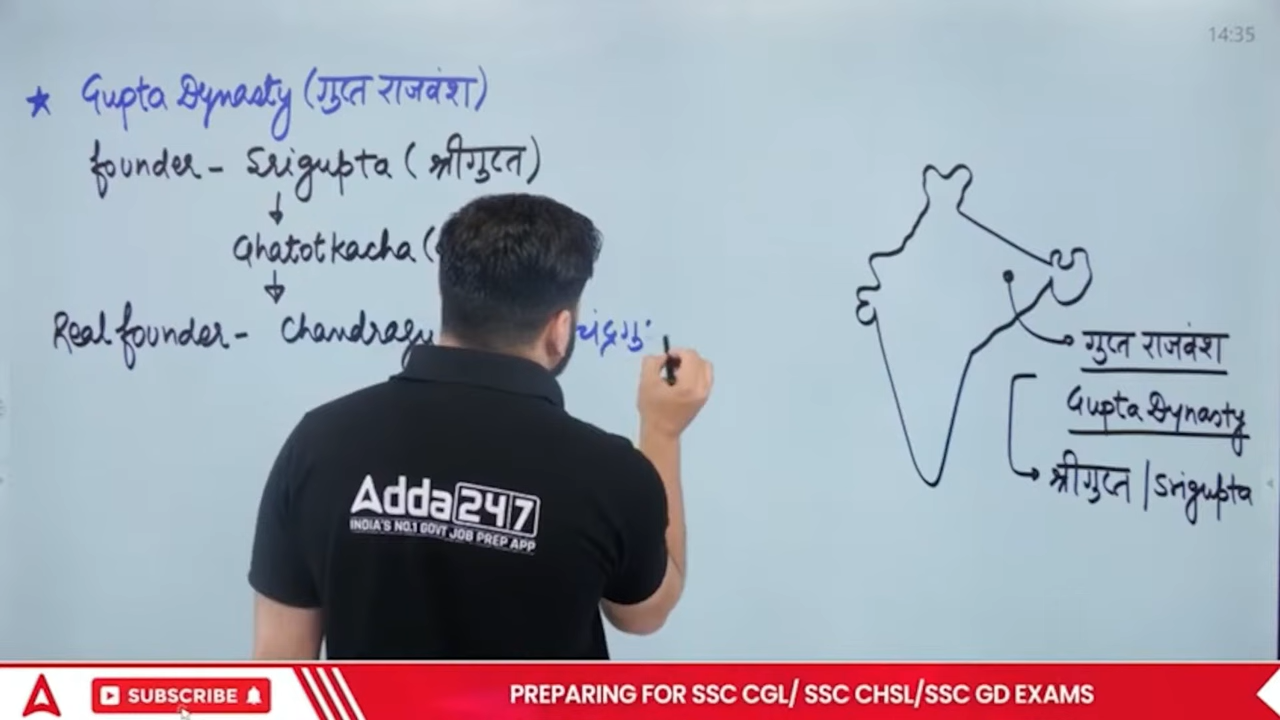 14:35
★ Gupta Dynasty (गुप्त राजवंश)
founder - Srigupta (श्रीगुप्त)
Ghatotkacha (
Real founder - Chandragu चंद्रगु
गुप्त राजवंश
Gupta Dynasty
श्रीगुप्त | Srigupta
Adda247
INDIA'S NO.1 GOVT JOB PREP APP
SUBSCRIBE
PREPARING FOR SSC CGL/ SSC CHSL/SSC GD EXAMS